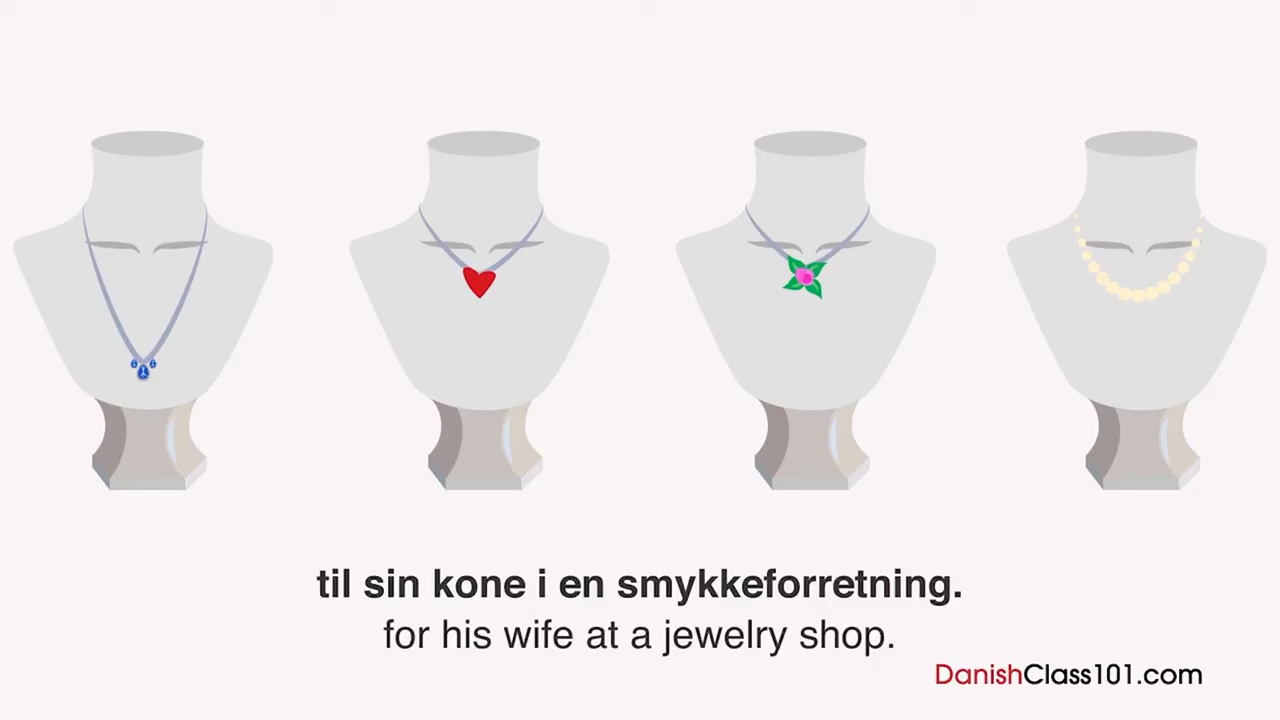 til sin kone i en smykkeforretning.
for his wife at a jewelry shop.
DanishClass101.com